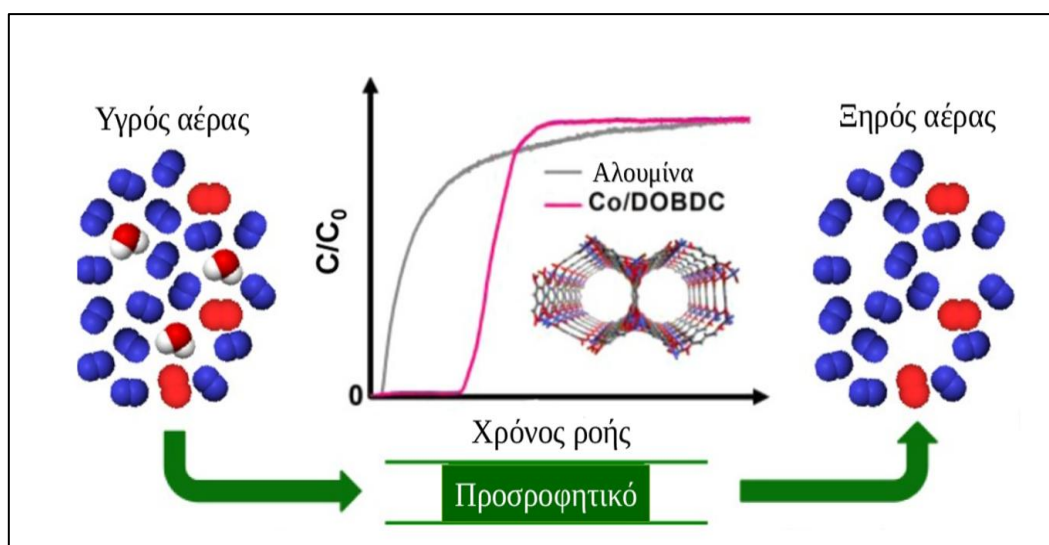 Υγρός αέρας
Ξηρός αέρας
C/C0
Αλουμίνα
Co/DOBDC
0
Χρόνος ροής
Προσροφητικό